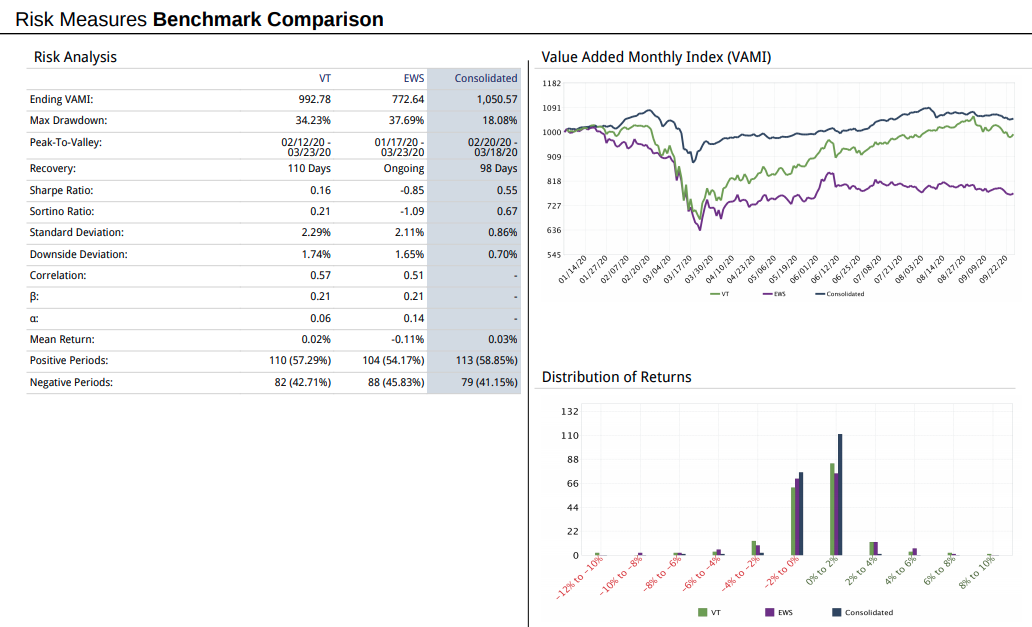 Risk Measures Benchmark Comparison
Risk Analysis
VT EWS Consolidated
Ending VAMI: 992.78 772.64 1,050.57
Max Drawdown: 34.23% 37.69% 18.08%
Peak-To-Valley: 02/12/20 - 03/23/20 01/17/20 - 03/23/20 02/20/20 - 03/18/20
Recovery: 110 Days Ongoing 98 Days
Sharpe Ratio: 0.16 -0.85 0.55
Sortino Ratio: 0.21 -1.09 0.67
Standard Deviation: 2.29% 2.11% 0.86%
Downside Deviation: 1.74% 1.65% 0.70%
Correlation: 0.57 0.51 -
β: 0.21 0.21 -
α: 0.06 0.14 -
Mean Return: 0.02% -0.11% 0.03%
Positive Periods: 110 (57.29%) 104 (54.17%) 113 (58.85%)
Negative Periods: 82 (42.71%) 88 (45.83%) 79 (41.15%)
Value Added Monthly Index (VAMI)
1182
1091
1000
909
818
727
636
545
01/14/20 01/27/20 02/07/20 02/20/20 03/04/20 03/17/20 03/30/20 04/10/20 04/23/20 05/06/20 05/19/20 06/01/20 06/12/20 06/25/20 07/08/20 07/21/20 08/03/20 08/14/20 08/27/20 09/09/20 09/22/20
VT EWS Consolidated
Distribution of Returns
132
110
88
66
44
22
0
-12% to -10% -10% to -8% -8% to -6% -6% to -4% -4% to -2% -2% to 0% 0% to 2% 2% to 4% 4% to 6% 6% to 8% 8% to 10%
VT EWS Consolidated